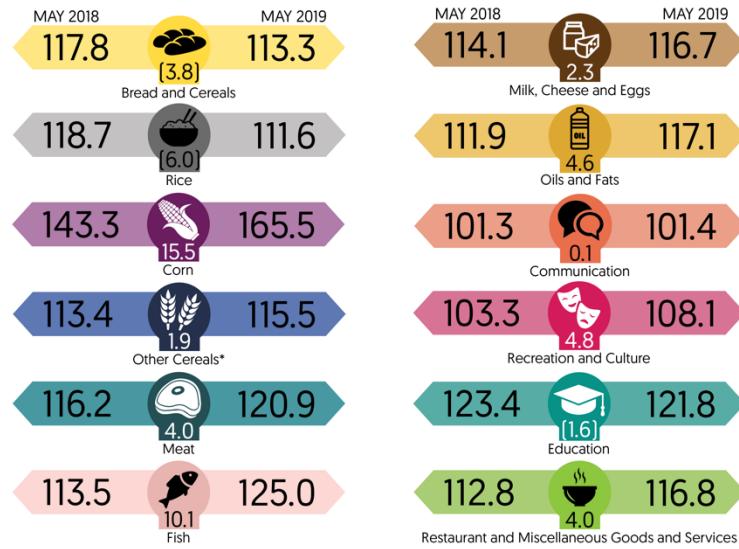 MAY 2018 MAY 2019
117.8 113.3
(3.8)
Bread and Cereals
118.7 111.6
(6.0)
Rice
143.3 165.5
15.5
Corn
113.4 115.5
1.9
Other Cereals*
116.2 120.9
4.0
Meat
113.5 125.0
10.1
Fish
MAY 2018 MAY 2019
114.1 116.7
2.3
Milk, Cheese and Eggs
111.9 117.1
OIL
4.6
Oils and Fats
101.3 101.4
0.1
Communication
103.3 108.1
4.8
Recreation and Culture
123.4 121.8
(1.6)
Education
112.8 116.8
4.0
Restaurant and Miscellaneous Goods and Services